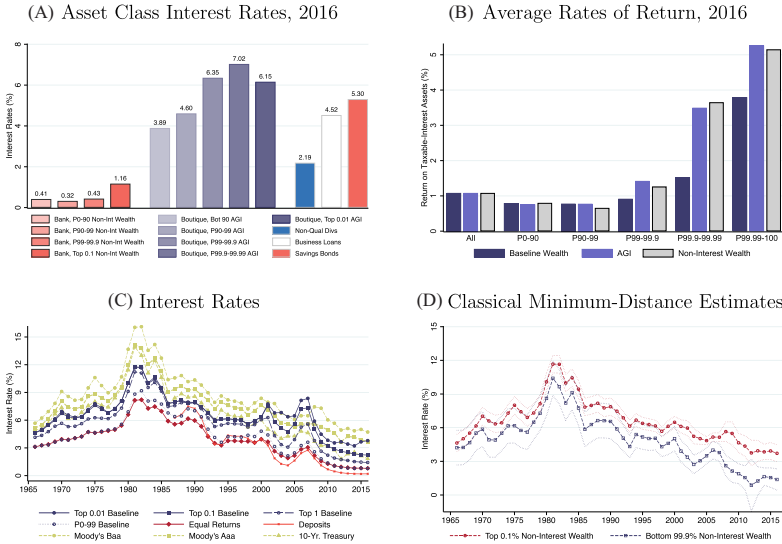 (A) Asset Class Interest Rates, 2016
Interest Rates (%)
8
6
4
2
0
0.41
0.32
0.43
1.16
3.89
4.60
6.35
7.02
6.15
2.19
4.52
5.30
Bank, P0-90 Non-Int Wealth
Bank, P90-99 Non-Int Wealth
Bank, P99-99.9 Non-Int Wealth
Bank, Top 0.1 Non-Int Wealth
Boutique, Bot 90 AGI
Boutique, P90-99 AGI
Boutique, P99-99.9 AGI
Boutique, P99.9-99.99 AGI
Boutique, Top 0.01 AGI
Non-Qual Divs
Business Loans
Savings Bonds
(B) Average Rates of Return, 2016
Return on Taxable-Interest Assets (%)
5
4
3
2
1
0
All
P0-90
P90-99
P99-99.9
P99.9-99.99
P99.99-100
Baseline Wealth
AGI
Non-Interest Wealth
(C) Interest Rates
Interest Rate (%)
15
12
9
6
3
0
1965
1970
1975
1980
1985
1990
1995
2000
2005
2010
2015
Top 0.01 Baseline
Top 0.1 Baseline
Top 1 Baseline
P0-99 Baseline
Equal Returns
Deposits
Moody's Baa
Moody's Aaa
10-Yr. Treasury
(D) Classical Minimum-Distance Estimates
Interest Rate (%)
15
12
9
6
3
0
1965
1970
1975
1980
1985
1990
1995
2000
2005
2010
2015
Top 0.1% Non-Interest Wealth
Bottom 99.9% Non-Interest Wealth